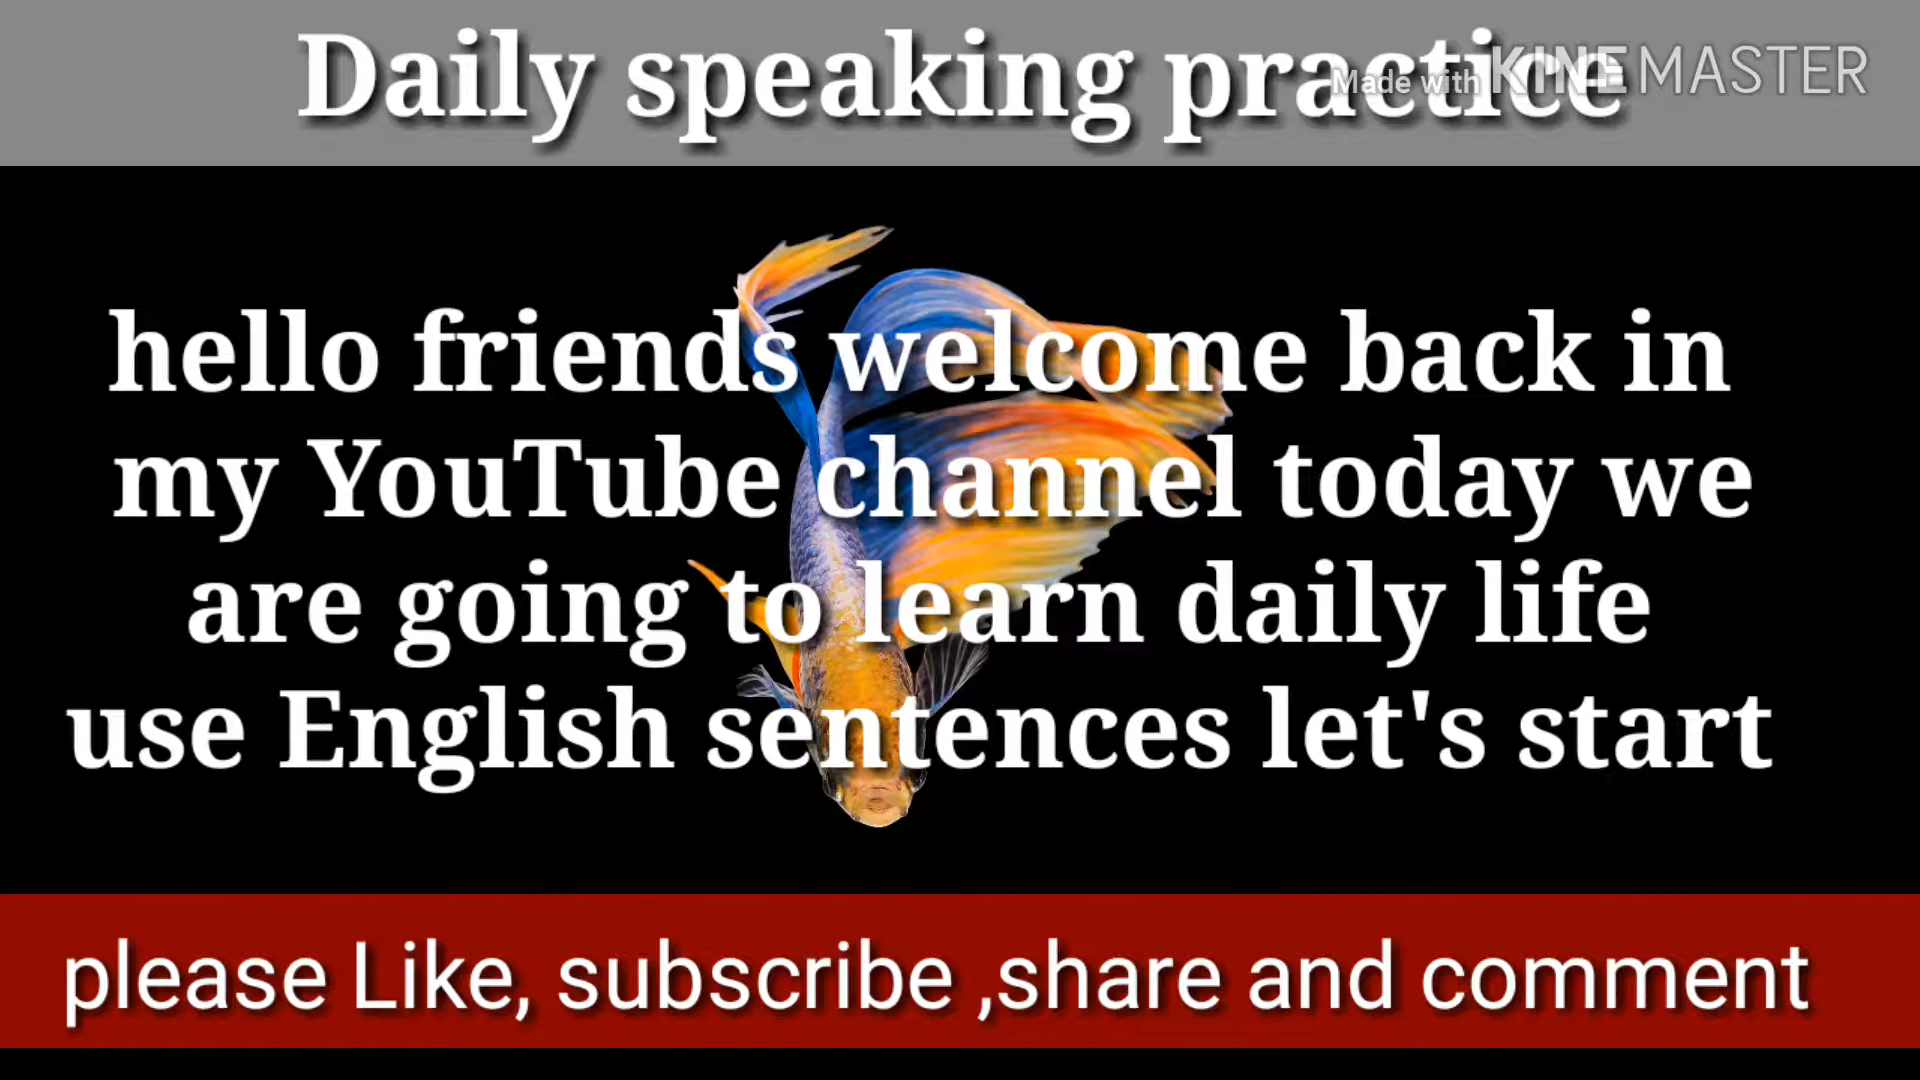 Daily speaking practice
Made with KINEMASTER
hello friends welcome back in
my YouTube channel today we
are going to learn daily life
use English sentences let's start
please Like, subscribe ,share and comment